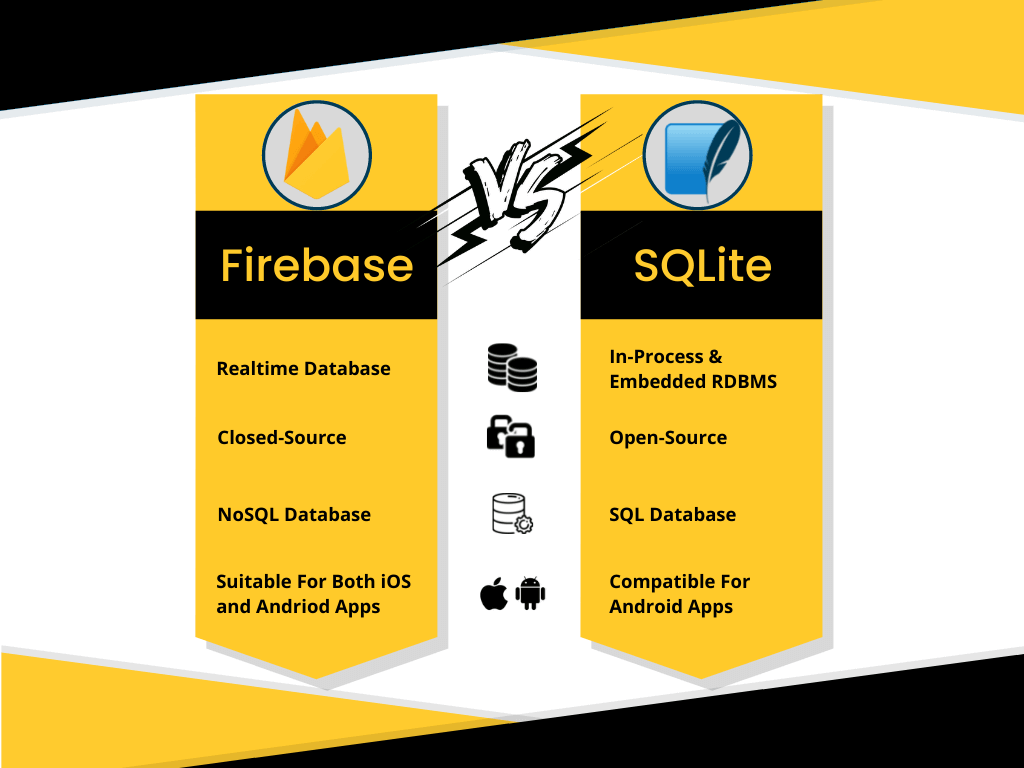 VS
Firebase
SQLite
Realtime Database
In-Process &
Embedded RDBMS
Closed-Source
Open-Source
NoSQL Database
SQL Database
Suitable For Both iOS
and Andriod Apps
Compatible For
Android Apps